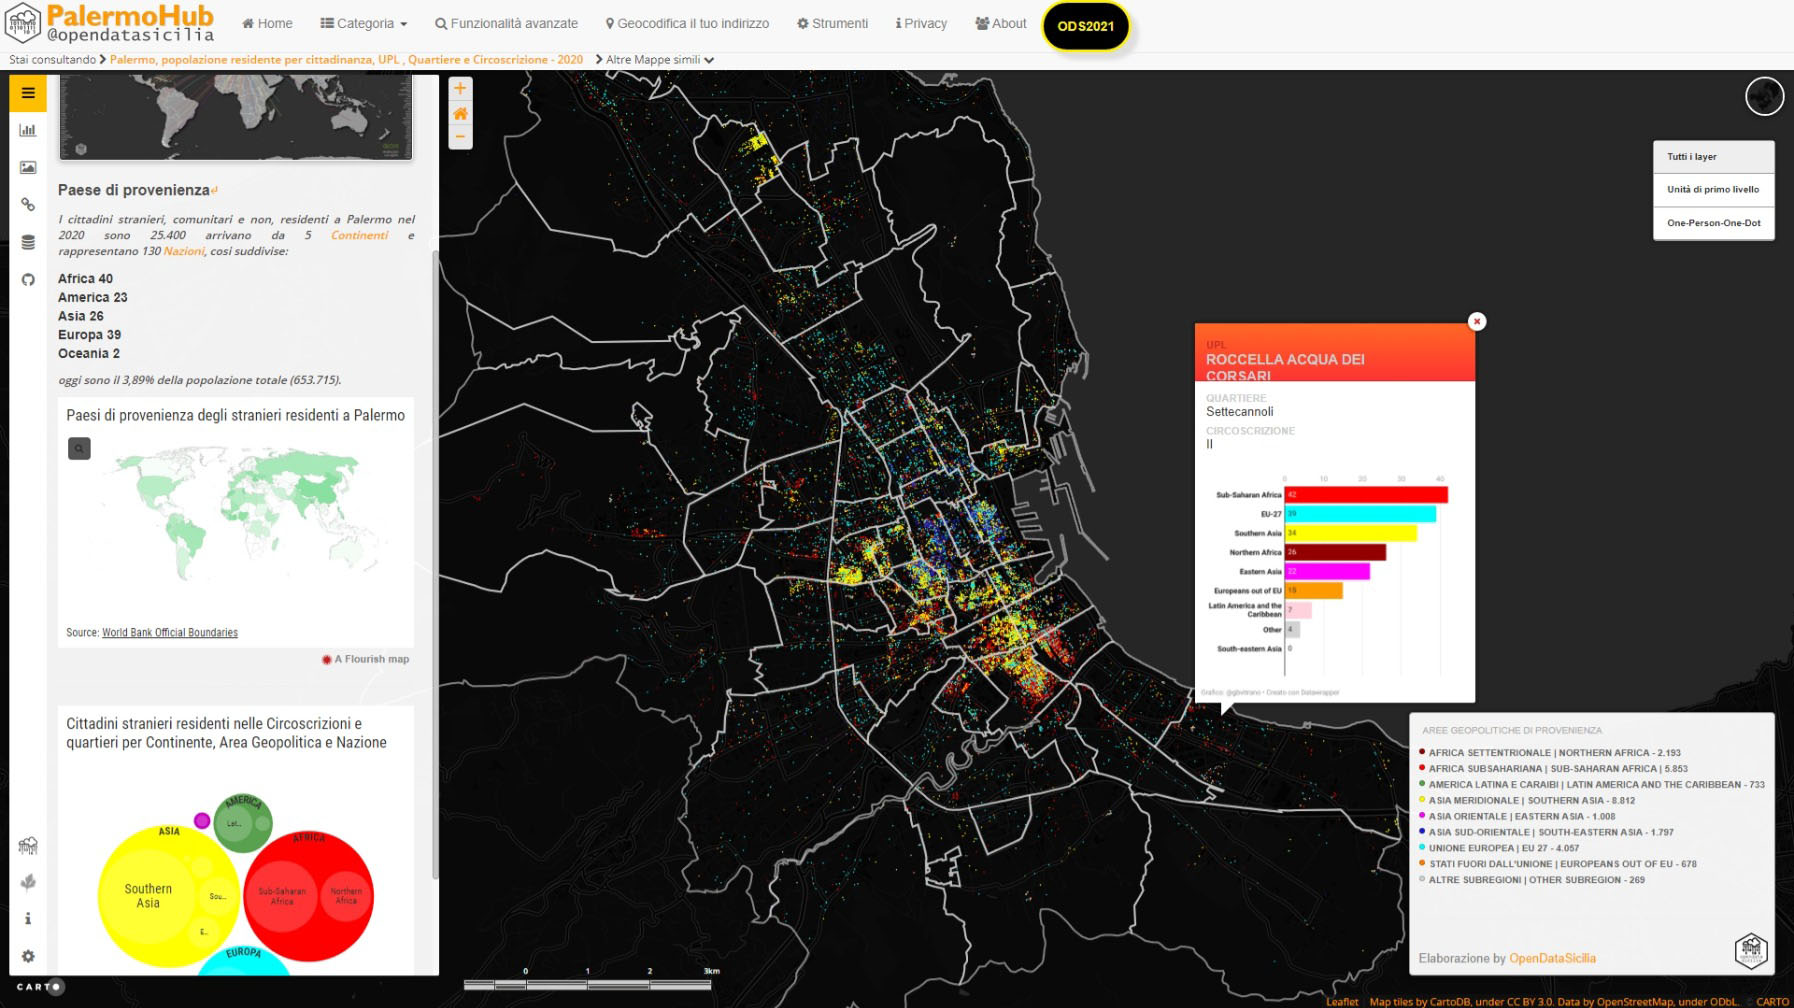 PalermoHub
@opendatasicilia
Home
Categoria
Funzionalità avanzate
Geocodifica il tuo indirizzo
Strumenti
Privacy
About
ODS2021
Stai consultando
Palermo, popolazione residente per cittadinanza, UPL , Quartiere e Circoscrizione - 2020
Altre Mappe simili
+
−
Paese di provenienza
I cittadini stranieri, comunitari e non, residenti a Palermo nel
2020 sono 25.400 arrivano da 5 Continenti e
rappresentano 130 Nazioni, cosi suddivise:
Africa 40
America 23
Asia 26
Europa 39
Oceania 2
oggi sono il 3,89% della popolazione totale (653.715).
Paesi di provenienza degli stranieri residenti a Palermo
Source: World Bank Official Boundaries
A Flourish map
Cittadini stranieri residenti nelle Circoscrizioni e
quartieri per Continente, Area Geopolitica e Nazione
AMERICA
Lat...
ASIA
Southern
Asia
Sou...
E...
AFRICA
Sub-Saharan
Africa
Northern
Africa
EUROPA
CARTO
0 1 2 3km
Tutti i layer
Unità di primo livello
One-Person-One-Dot
UPL
ROCCELLA ACQUA DEI
CORSARI
QUARTIERE
Settecannoli
CIRCOSCRIZIONE
II
0 10 20 30 40
Sub-Saharan Africa 42
EU-27 39
Southern Asia 34
Northern Africa 26
Eastern Asia 22
Europeans out of EU 15
Latin America and the
Caribbean 7
Other 4
South-eastern Asia 0
Grafico: @gbvitrano • Creato con Datawrapper
AREE GEOPOLITICHE DI PROVENIENZA
AFRICA SETTENTRIONALE | NORTHERN AFRICA - 2.193
AFRICA SUBSAHARIANA | SUB-SAHARAN AFRICA | 5.853
AMERICA LATINA E CARAIBI | LATIN AMERICA AND THE CARIBBEAN - 733
ASIA MERIDIONALE | SOUTHERN ASIA - 8.812
ASIA ORIENTALE | EASTERN ASIA - 1.008
ASIA SUD-ORIENTALE | SOUTH-EASTERN ASIA - 1.797
UNIONE EUROPEA | EU 27 - 4.057
STATI FUORI DALL'UNIONE | EUROPEANS OUT OF EU - 678
ALTRE SUBREGIONI | OTHER SUBREGION - 269
Elaborazione by OpenDataSicilia
Leaflet | Map tiles by CartoDB, under CC BY 3.0. Data by OpenStreetMap, under ODbL. © CARTO